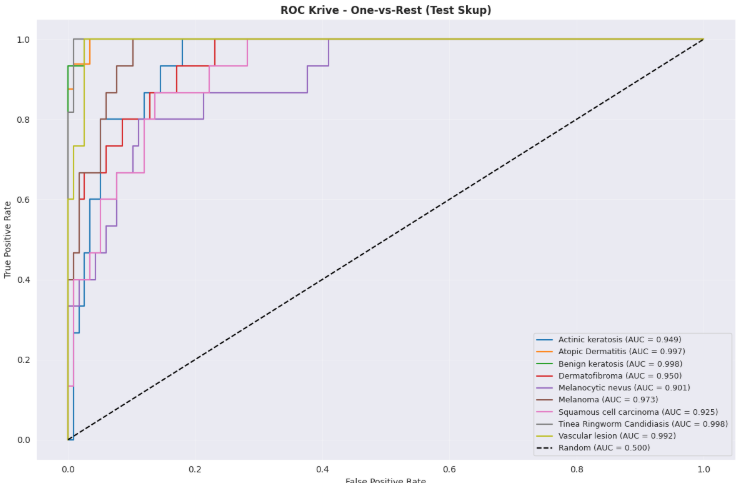 ROC Krive - One-vs-Rest (Test Skup)
True Positive Rate
1.0
0.8
0.6
0.4
0.2
0.0
Actinic keratosis (AUC = 0.949)
Atopic Dermatitis (AUC = 0.997)
Benign keratosis (AUC = 0.998)
Dermatofibroma (AUC = 0.950)
Melanocytic nevus (AUC = 0.901)
Melanoma (AUC = 0.973)
Squamous cell carcinoma (AUC = 0.925)
Tinea Ringworm Candidiasis (AUC = 0.998)
Vascular lesion (AUC = 0.992)
Random (AUC = 0.500)
0.0 0.2 0.4 0.6 0.8 1.0
False Positive Rate